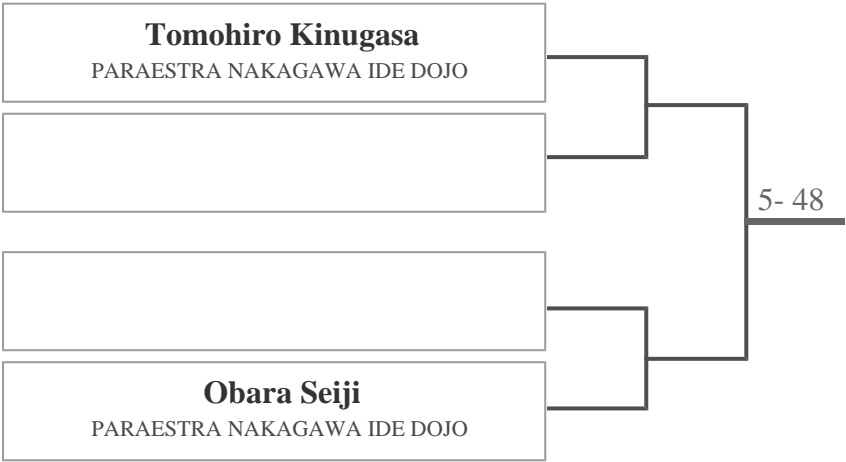 Tomohiro Kinugasa
PARAESTRA NAKAGAWA IDE DOJO
5- 48
Obara Seiji
PARAESTRA NAKAGAWA IDE DOJO